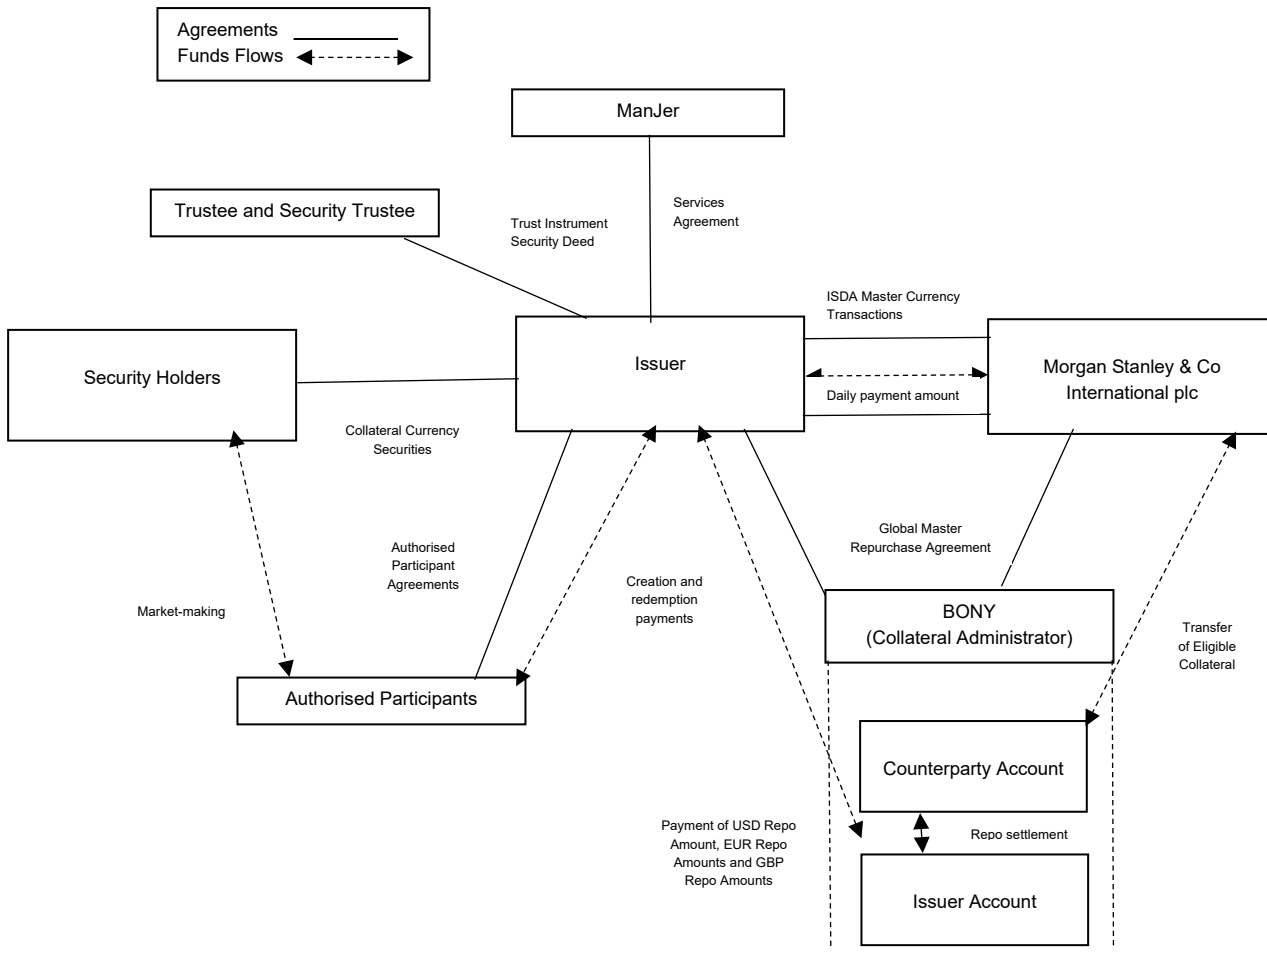 Agreements
Funds Flows
ManJer
Trustee and Security Trustee
Trust Instrument
Security Deed
Services
Agreement
ISDA Master Currency
Transactions
Security Holders
Issuer
Morgan Stanley & Co
International plc
Daily payment amount
Collateral Currency
Securities
Global Master
Repurchase Agreement
Authorised
Participant
Agreements
Creation and
redemption
payments
Market-making
BONY
(Collateral Administrator)
Transfer
of Eligible
Collateral
Authorised Participants
Counterparty Account
Payment of USD Repo
Amount, EUR Repo
Amounts and GBP
Repo Amounts
Repo settlement
Issuer Account